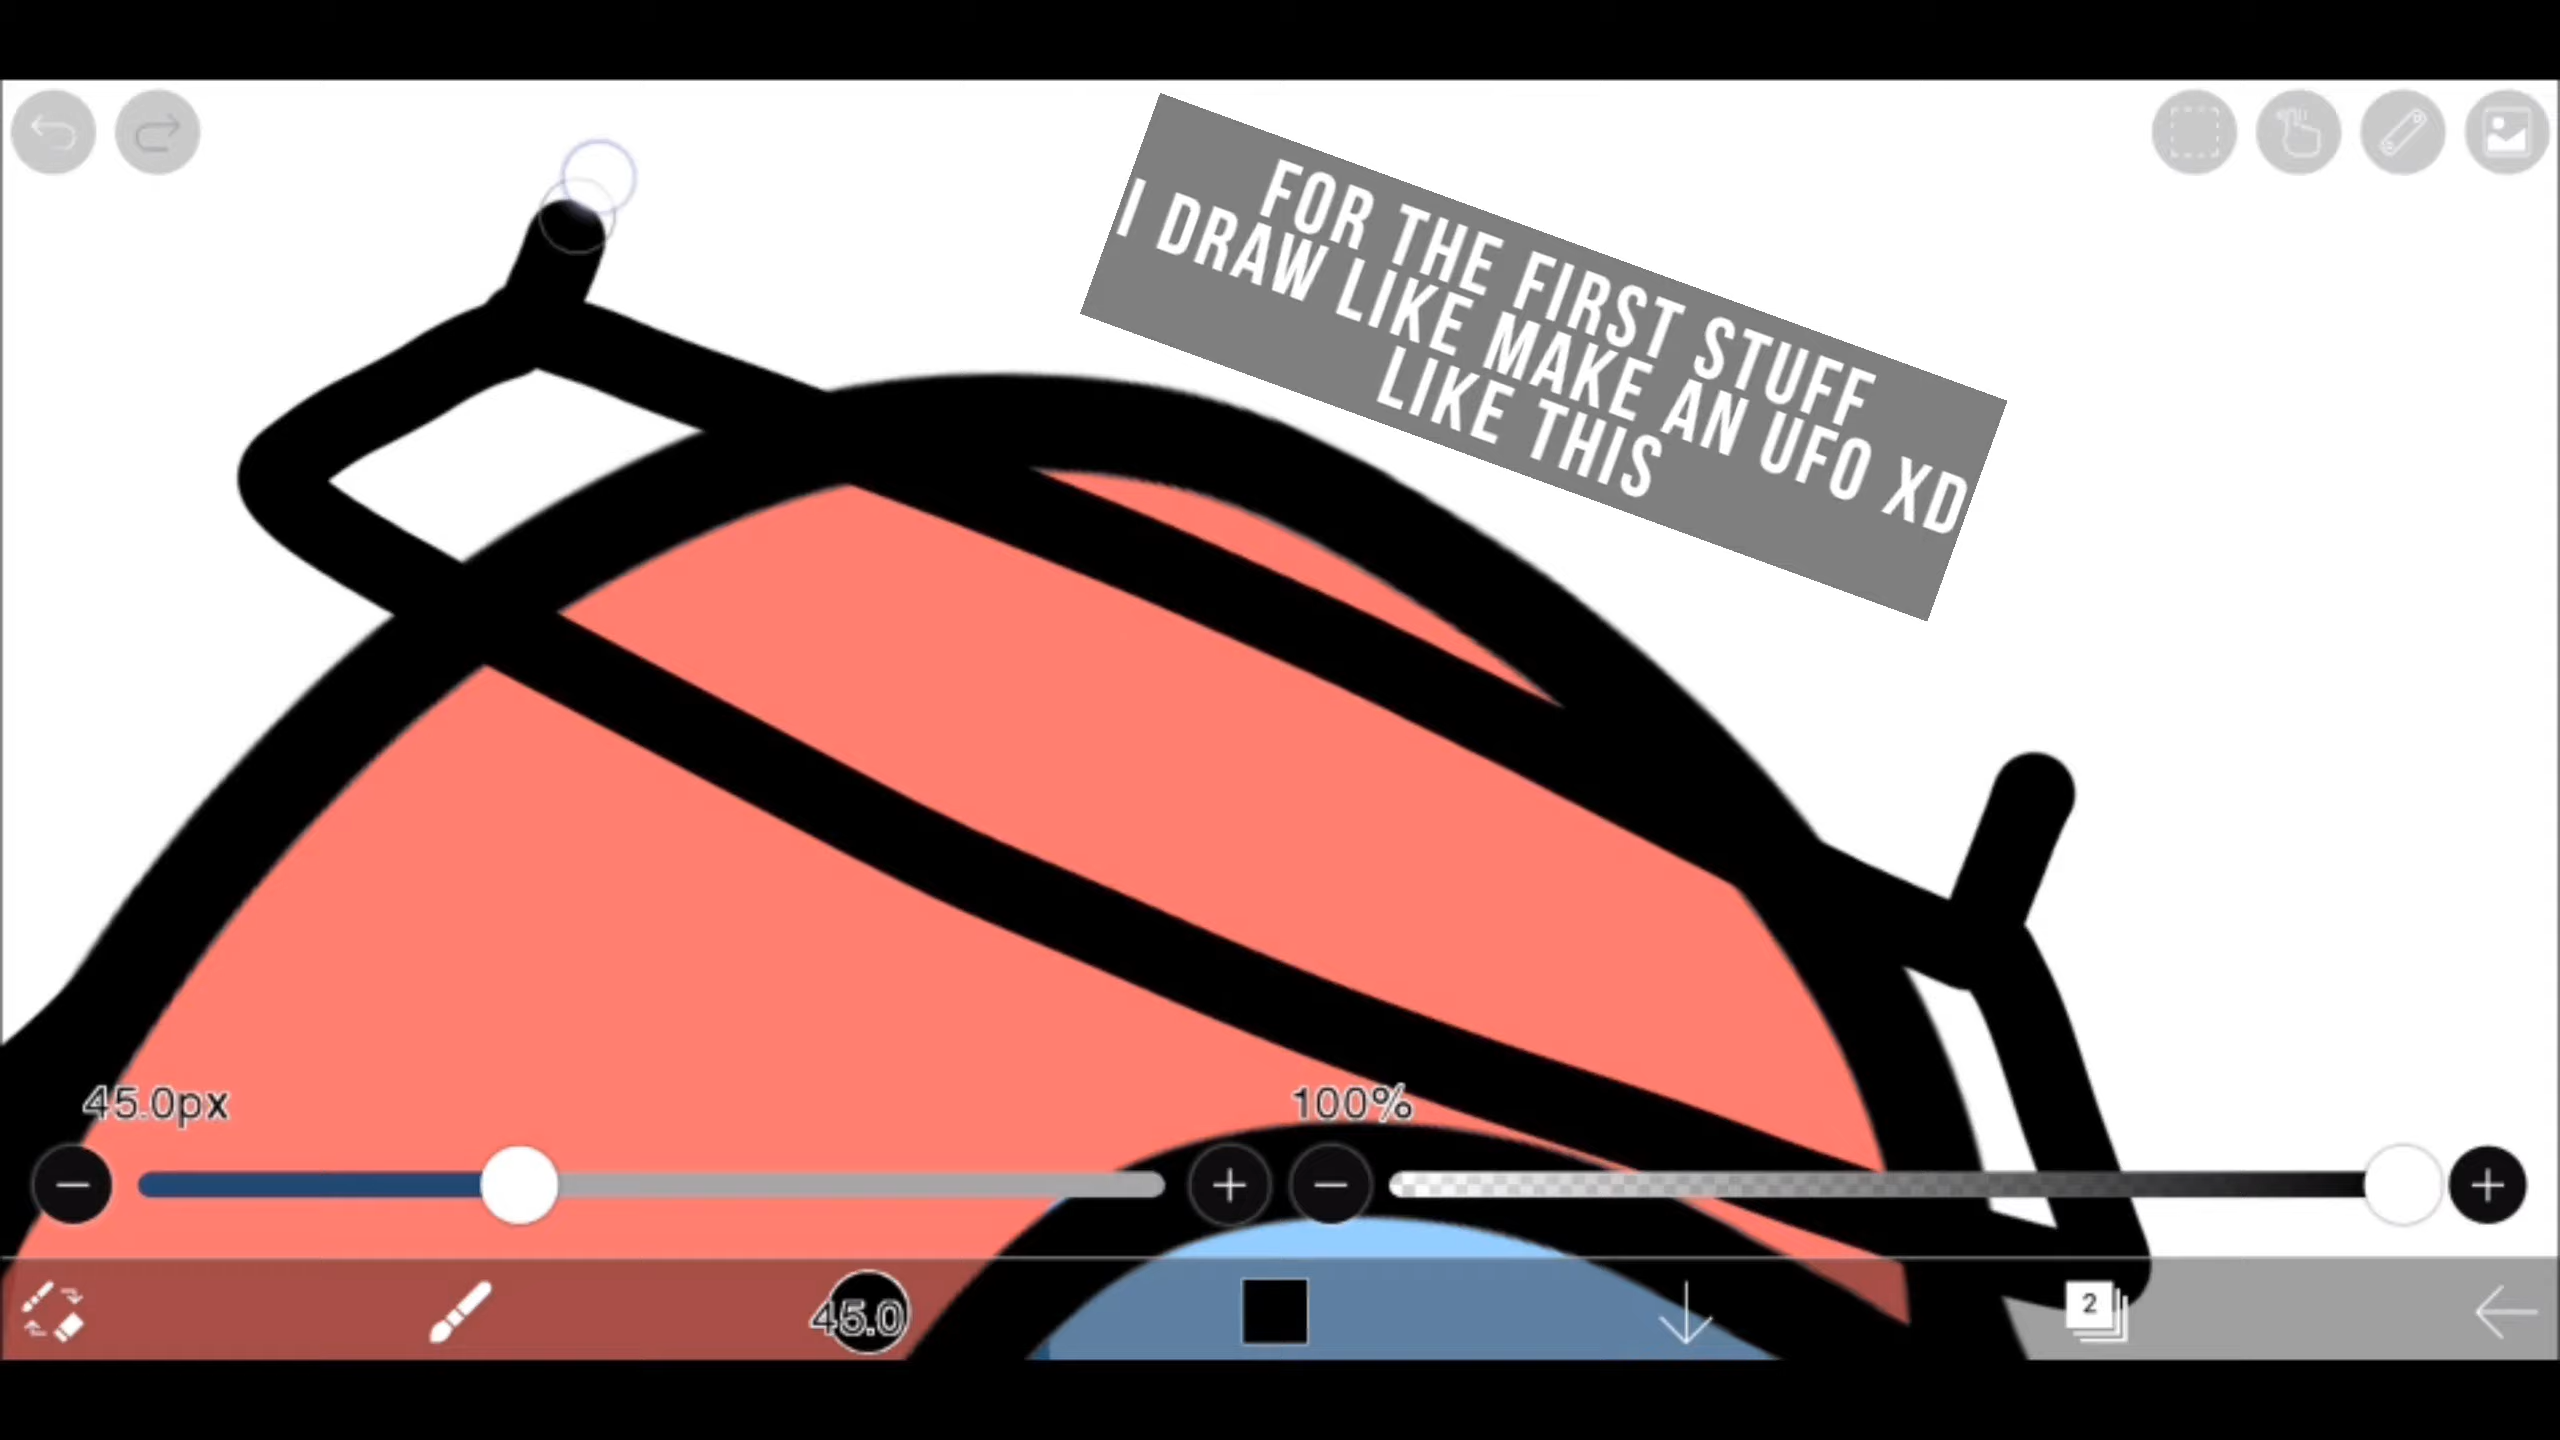 FOR THE FIRST STUFF
I DRAW LIKE MAKE AN UFO XD
LIKE THIS
45.0px
100%
45.0
2